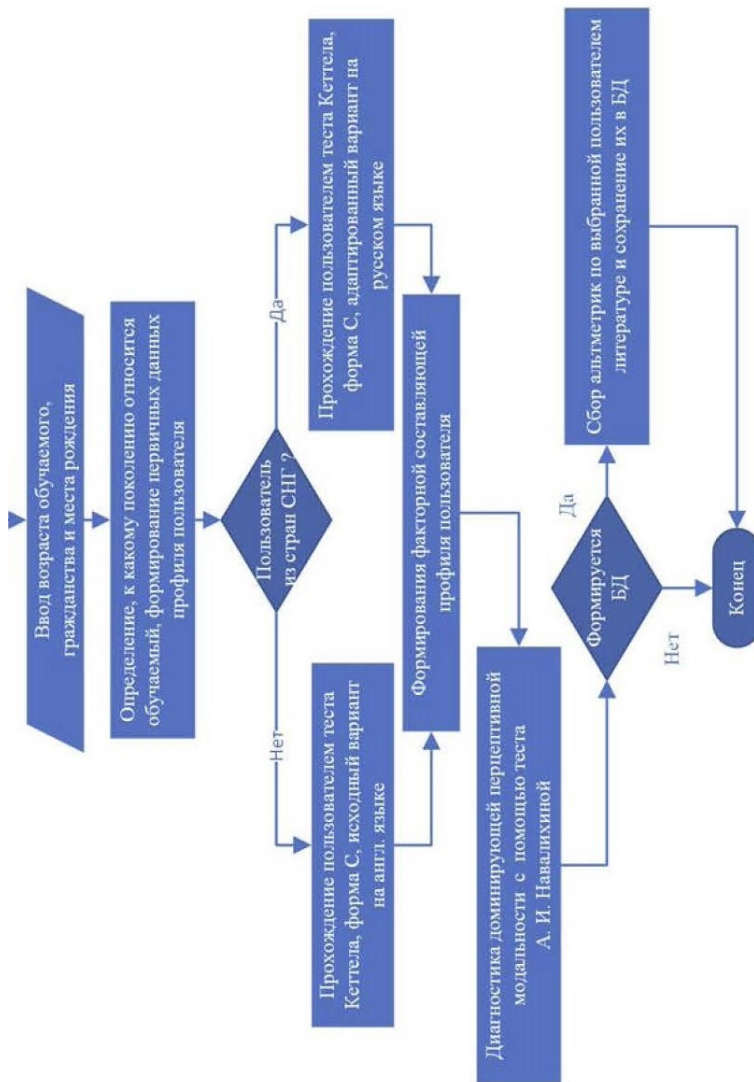 Ввод возраста обучаемого,
гражданства и места рождения
Определение, к какому поколению относится
обучаемый, формирование первичных данных
профиля пользователя
Пользователь
из стран СНГ ?
Нет
Да
Прохождение пользователем теста
Кеттела, форма С, исходный вариант
на англ. языке
Прохождение пользователем теста Кеттела,
форма С, адаптированный вариант на
русском языке
Формирования факторной составляющей
профиля пользователя
Диагностика доминирующей перцептивной
модальности с помощью теста
А. И. Навалихиной
Формируется
БД
Да
Нет
Сбор альтметрик по выбранной пользователем
литературе и сохранение их в БД
Конец